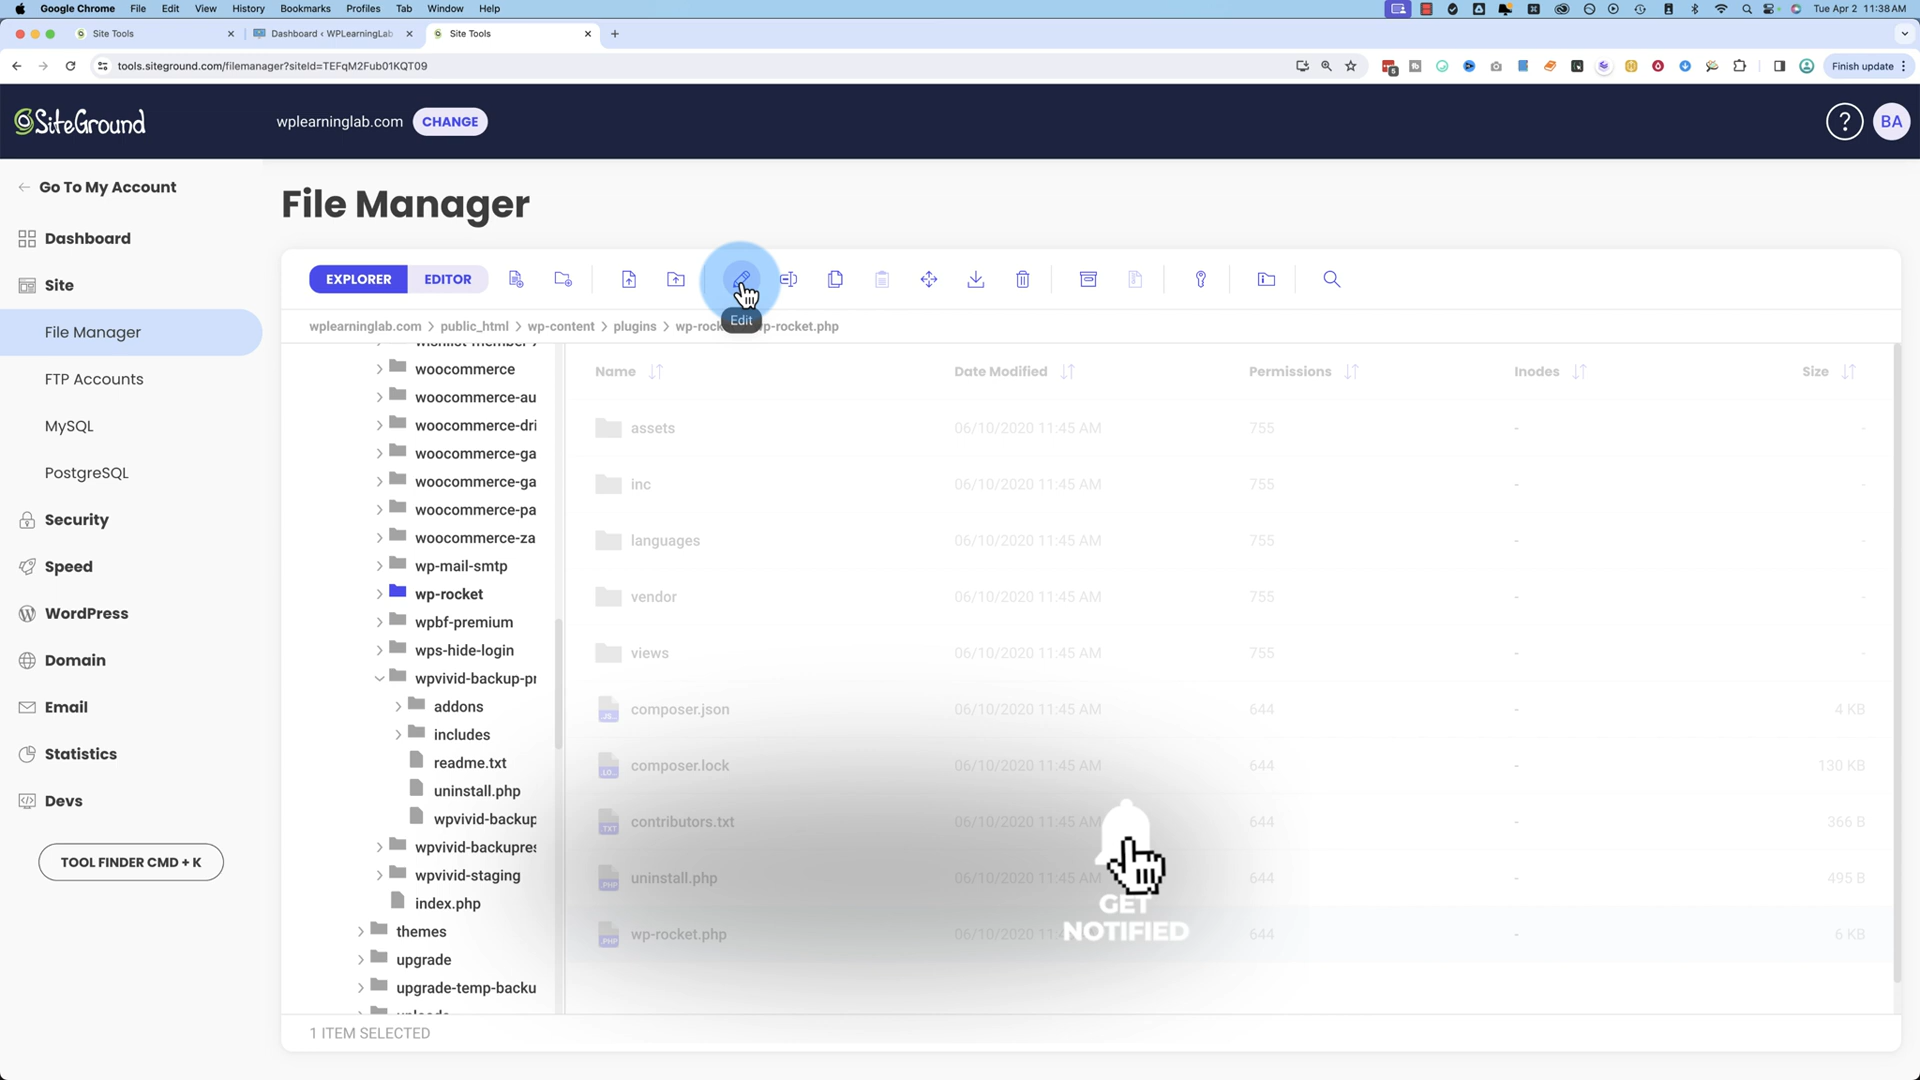 Google Chrome File Edit View History Bookmarks Profiles Tab Window Help Tue Apr 2 11:38 AM
Site Tools Dashboard ‹ WPLearningLab Site Tools
tools.siteground.com/filemanager?siteId=TEFqM2Fub01KQT09 5 Finish update
SiteGround wplearninglab.com CHANGE ? BA
Go To My Account
File Manager
Dashboard
Site
File Manager
FTP Accounts
MySQL
PostgreSQL
Security
Speed
WordPress
Domain
Email
Statistics
Devs
TOOL FINDER CMD + K
EXPLORER EDITOR
Edit
wplearninglab.com > public_html > wp-content > plugins > wp-rock p-rocket.php
woocommerce
woocommerce-au
woocommerce-dri
woocommerce-ga
woocommerce-ga
woocommerce-pa
woocommerce-za
wp-mail-smtp
wp-rocket
wpbf-premium
wps-hide-login
wpvivid-backup-pr
addons
includes
readme.txt
uninstall.php
wpvivid-backup
wpvivid-backupres
wpvivid-staging
index.php
themes
upgrade
upgrade-temp-backu
Name Date Modified Permissions Inodes Size
assets 06/10/2020 11:45 AM 755 - -
inc 06/10/2020 11:45 AM 755 - -
languages 06/10/2020 11:45 AM 755 - -
vendor 06/10/2020 11:45 AM 755 - -
views 06/10/2020 11:45 AM 755 - -
composer.json 06/10/2020 11:45 AM 644 - 4 KB
composer.lock 06/10/2020 11:45 AM 644 - 130 KB
contributors.txt 06/10/2020 11:45 AM 644 - 366 B
uninstall.php 06/10/2020 11:45 AM 644 - 495 B
wp-rocket.php 06/10/2020 11:4 AM 644 - 6 KB
GET
NOTIFIED
1 ITEM SELECTED